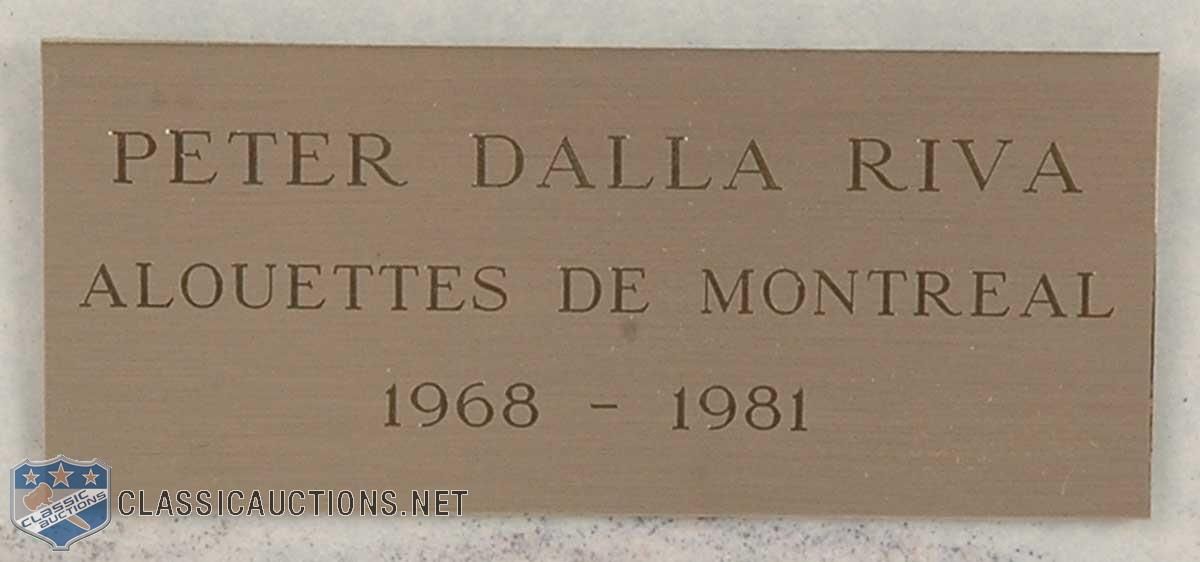 PETER DALLA RIVA
ALOUETTES DE MONTREAL
1968 - 1981
CLASSIC AUCTIONS
CLASSICAUCTIONS.NET